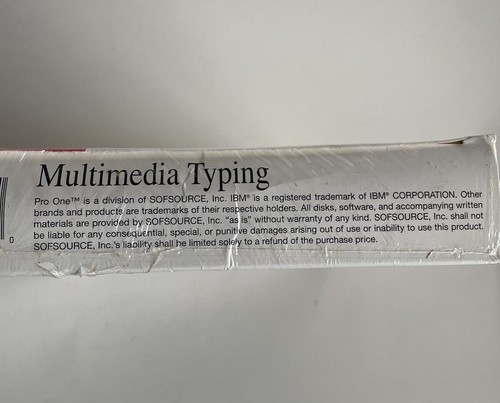 Multimedia Typing
Pro One™ is a division of SOFSOURCE, Inc. IBM® is a registered trademark of IBM® CORPORATION. Other
brands and products are trademarks of their respective holders. All disks, software, and accompanying written
materials are provided by SOFSOURCE, Inc. "as is" without warranty of any kind. SOFSOURCE, Inc. shall not
be liable for any consequential, special, or punitive damages arising out of use or inability to use this product.
SOFSOURCE, Inc.'s liability shall be limited solely to a refund of the purchase price.
0